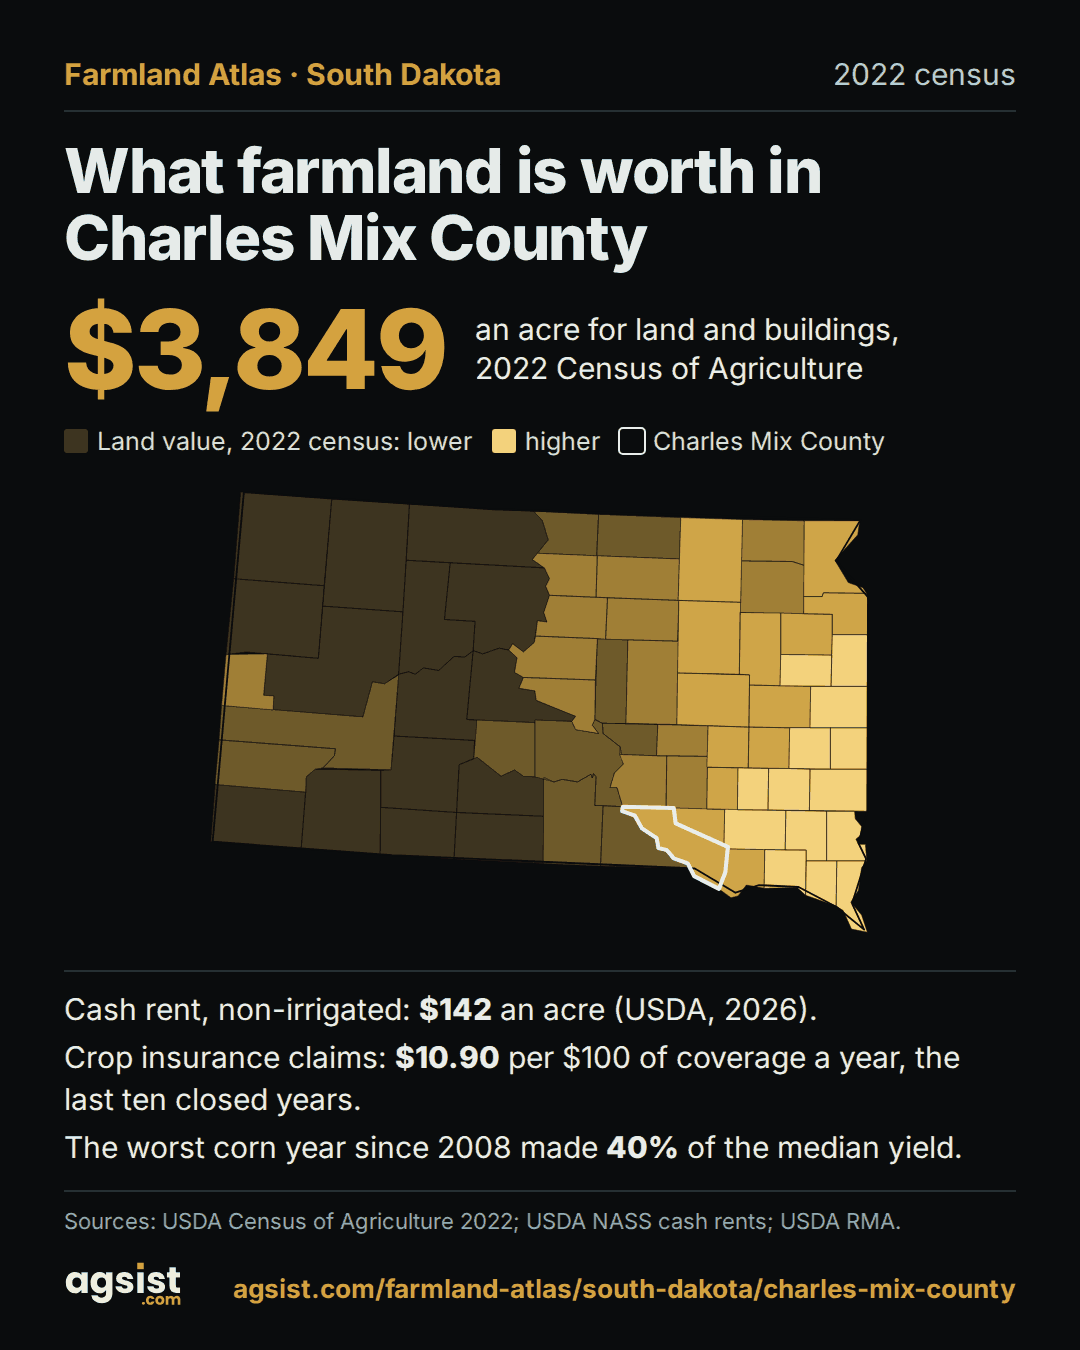 Farmland Atlas · South Dakota
2022 census
What farmland is worth in
Charles Mix County
$3,849
an acre for land and buildings,
2022 Census of Agriculture
Land value, 2022 census: lower
higher
Charles Mix County
Cash rent, non-irrigated: $142 an acre (USDA, 2026).
Crop insurance claims: $10.90 per $100 of coverage a year, the
last ten closed years.
The worst corn year since 2008 made 40% of the median yield.
Sources: USDA Census of Agriculture 2022; USDA NASS cash rents; USDA RMA.
agsist
.com
agsist.com/farmland-atlas/south-dakota/charles-mix-county